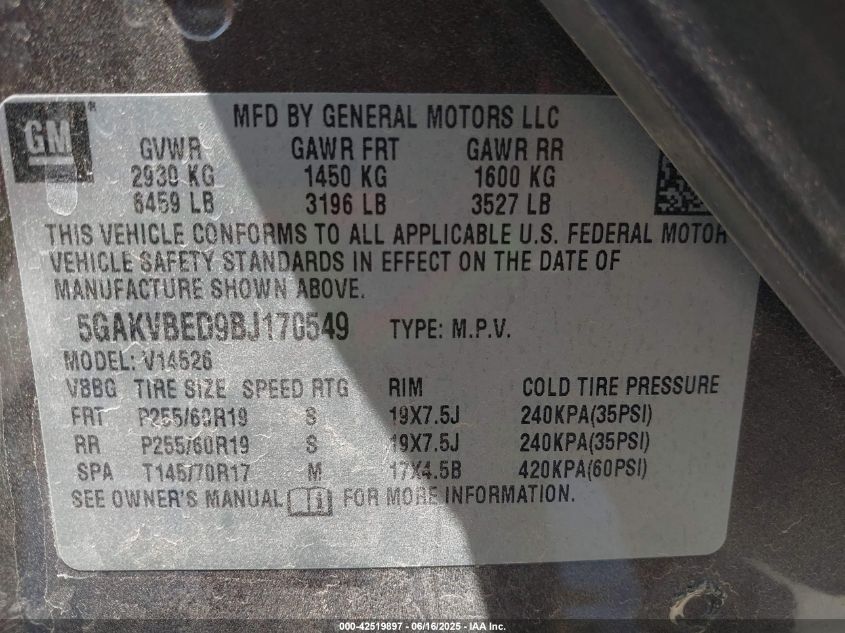 GM
MFD BY GENERAL MOTORS LLC
GVWR GAWR FRT GAWR RR
2930 KG 1450 KG 1600 KG
6459 LB 3196 LB 3527 LB
THIS VEHICLE CONFORMS TO ALL APPLICABLE U.S. FEDERAL MOTOR
VEHICLE SAFETY STANDARDS IN EFFECT ON THE DATE OF
MANUFACTURE SHOWN ABOVE.
5GAKVBED9BJ170549 TYPE: M.P.V.
MODEL: V14526
VBBG TIRE SIZE SPEED RTG RIM COLD TIRE PRESSURE
FRT P255/60R19 S 19X7.5J 240KPA(35PSI)
RR P255/60R19 S 19X7.5J 240KPA(35PSI)
SPA T145/70R17 M 17X4.5B 420KPA(60PSI)
SEE OWNER'S MANUAL FOR MORE INFORMATION.
000-42519897 - 06/16/2025 - IAA Inc.